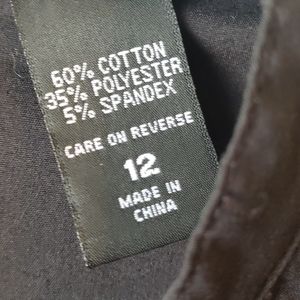 60% COTTON
35% POLYESTER
5% SPANDEX
CARE ON REVERSE
12
MADE IN
CHINA